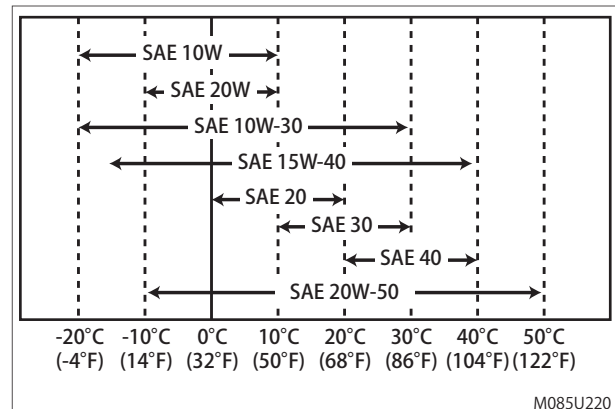 SAE 10W
SAE 20W
SAE 10W-30
SAE 15W-40
SAE 20
SAE 30
SAE 40
SAE 20W-50
-20°C -10°C 0°C 10°C 20°C 30°C 40°C 50°C
(-4°F) (14°F) (32°F) (50°F) (68°F) (86°F) (104°F) (122°F)
M085U220